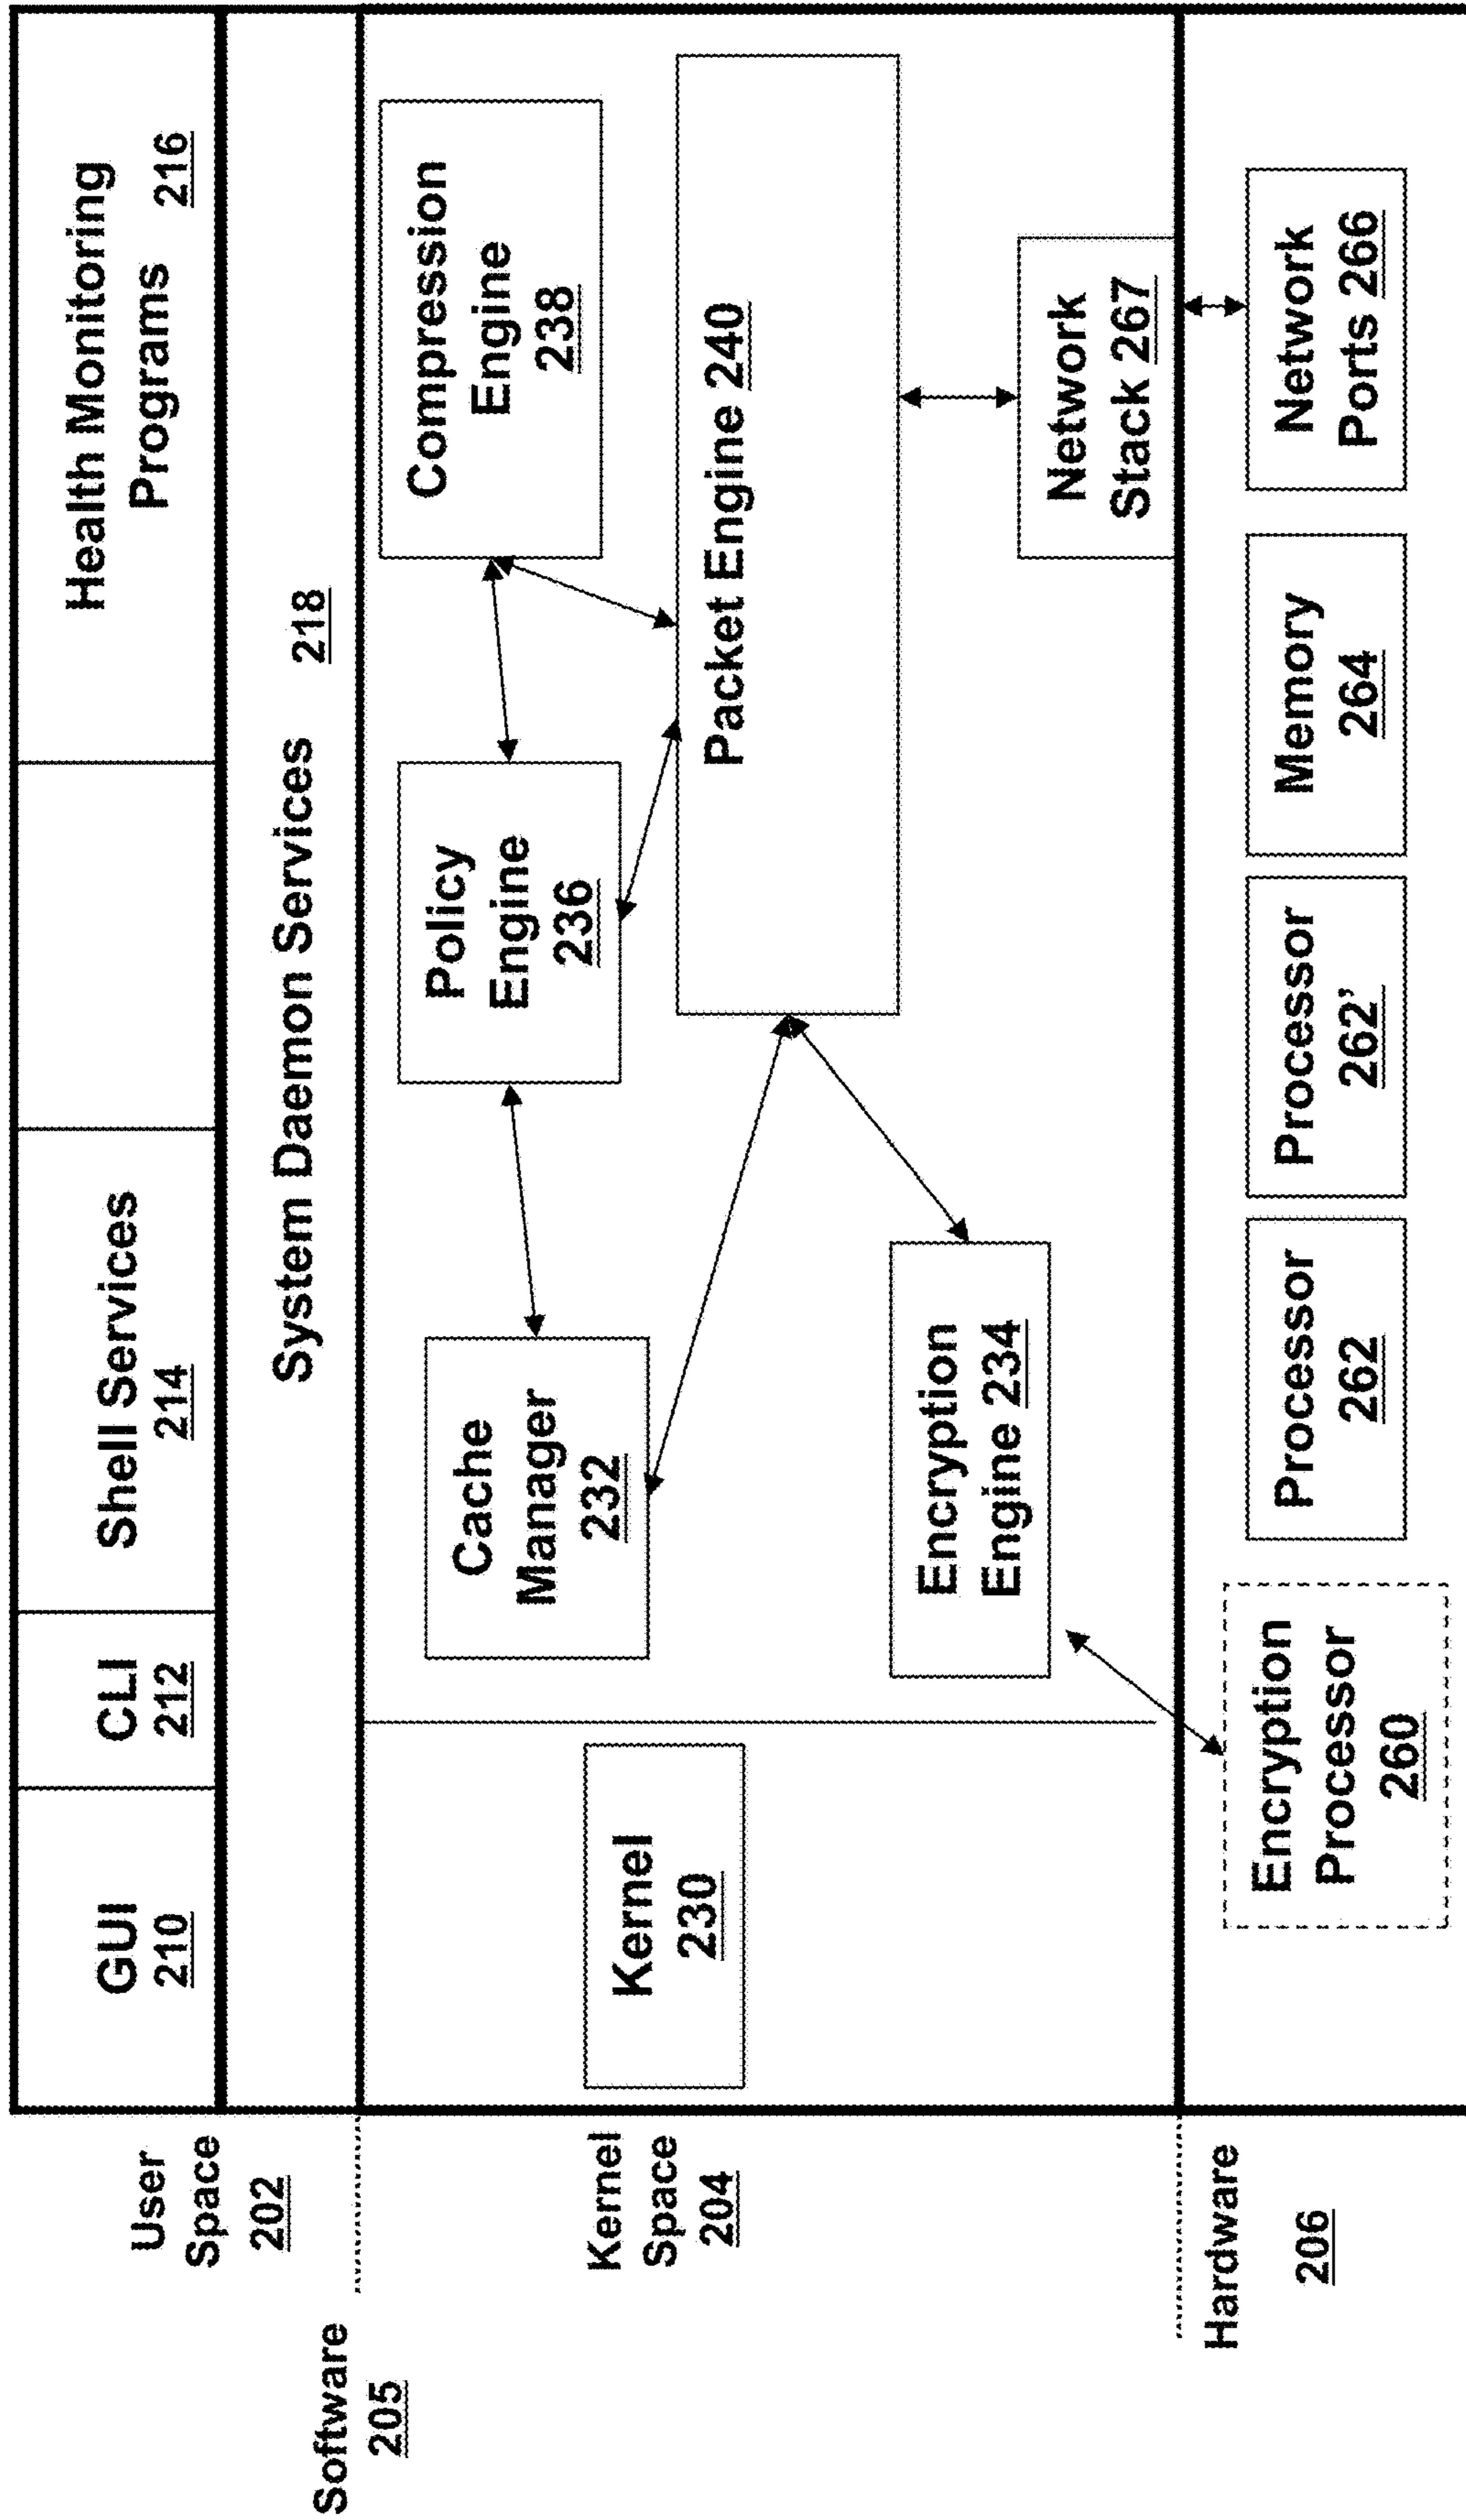 User
Space
202
GUI
210
CLI
212
Shell Services
214
Health Monitoring
Programs 216
System Daemon Services 218
Software
205
Kernel
Space
204
Kernel
230
Cache
Manager
232
Policy
Engine
236
Compression
Engine
238
Packet Engine 240
Encryption
Engine 234
Network
Stack 267
Hardware
206
Encryption
Processor
260
Processor
262
Processor
262'
Memory
264
Network
Ports 266